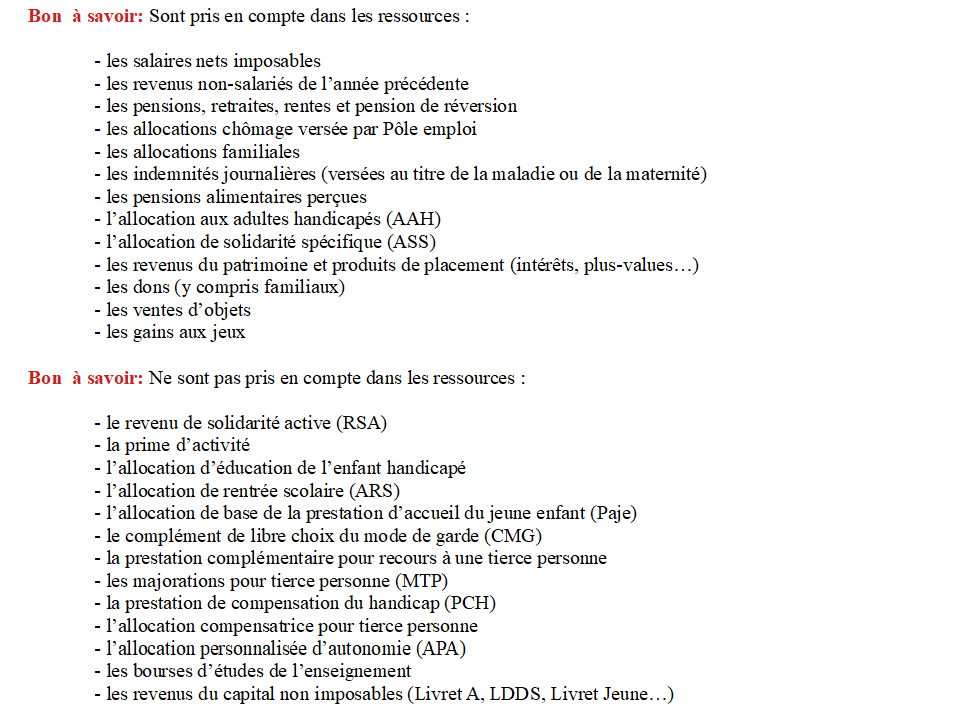 Bon à savoir: Sont pris en compte dans les ressources :
- les salaires nets imposables
- les revenus non-salariés de l’année précédente
- les pensions, retraites, rentes et pension de réversion
- les allocations chômage versée par Pôle emploi
- les allocations familiales
- les indemnités journalières (versées au titre de la maladie ou de la maternité)
- les pensions alimentaires perçues
- l’allocation aux adultes handicapés (AAH)
- l’allocation de solidarité spécifique (ASS)
- les revenus du patrimoine et produits de placement (intérêts, plus-values…)
- les dons (y compris familiaux)
- les ventes d’objets
- les gains aux jeux
Bon à savoir: Ne sont pas pris en compte dans les ressources :
- le revenu de solidarité active (RSA)
- la prime d’activité
- l’allocation d’éducation de l’enfant handicapé
- l’allocation de rentrée scolaire (ARS)
- l’allocation de base de la prestation d’accueil du jeune enfant (Paje)
- le complément de libre choix du mode de garde (CMG)
- la prestation complémentaire pour recours à une tierce personne
- les majorations pour tierce personne (MTP)
- la prestation de compensation du handicap (PCH)
- l’allocation compensatrice pour tierce personne
- l’allocation personnalisée d’autonomie (APA)
- les bourses d’études de l’enseignement
- les revenus du capital non imposables (Livret A, LDDS, Livret Jeune…)